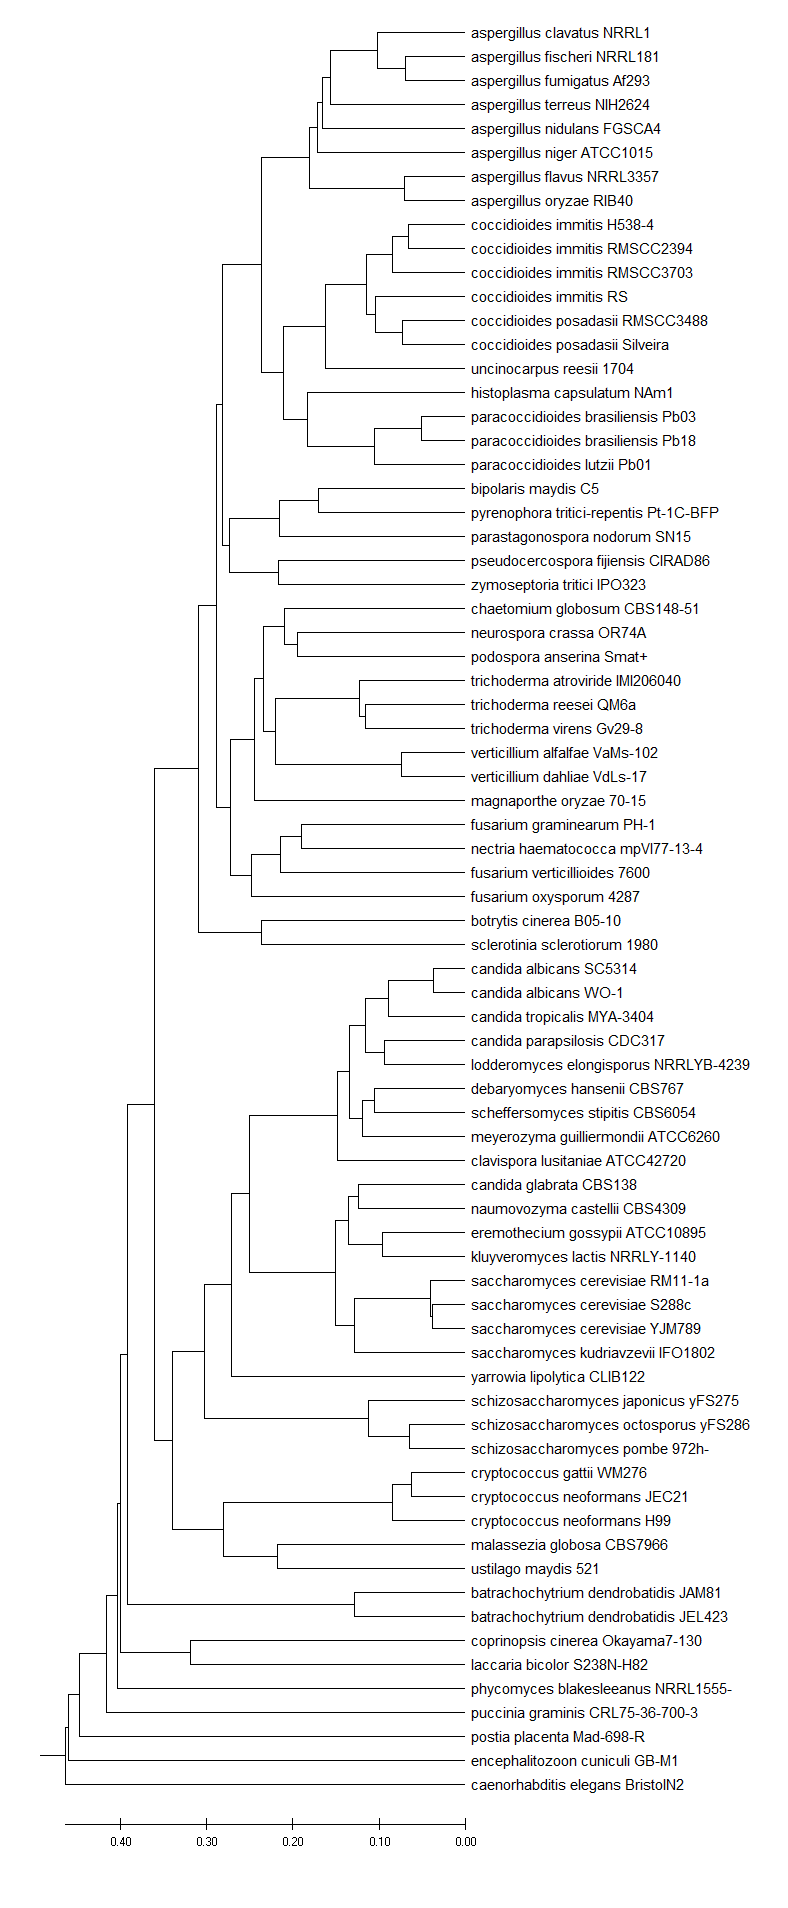 aspergillus clavatus NRRL1
aspergillus fischeri NRRL181
aspergillus fumigatus Af293
aspergillus terreus NIH2624
aspergillus nidulans FGSCA4
aspergillus niger ATCC1015
aspergillus flavus NRRL3357
aspergillus oryzae RIB40
coccidioides immitis H538-4
coccidioides immitis RMSCC2394
coccidioides immitis RMSCC3703
coccidioides immitis RS
coccidioides posadasii RMSCC3488
coccidioides posadasii Silveira
uncinocarpus reesii 1704
histoplasma capsulatum NAm1
paracoccidioides brasiliensis Pb03
paracoccidioides brasiliensis Pb18
paracoccidioides lutzii Pb01
bipolaris maydis C5
pyrenophora tritici-repentis Pt-1C-BFP
parastagonospora nodorum SN15
pseudocercospora fijiensis CIRAD86
zymoseptoria tritici IPO323
chaetomium globosum CBS148-51
neurospora crassa OR74A
podospora anserina Smat+
trichoderma atroviride IMI206040
trichoderma reesei QM6a
trichoderma virens Gv29-8
verticillium alfalfae VaMs-102
verticillium dahliae VdLs-17
magnaporthe oryzae 70-15
fusarium graminearum PH-1
nectria haematococca mpVI77-13-4
fusarium verticillioides 7600
fusarium oxysporum 4287
botrytis cinerea B05-10
sclerotinia sclerotiorum 1980
candida albicans SC5314
candida albicans WO-1
candida tropicalis MYA-3404
candida parapsilosis CDC317
lodderomyces elongisporus NRRLYB-4239
debaryomyces hansenii CBS767
scheffersomyces stipitis CBS6054
meyerozyma guilliermondii ATCC6260
clavispora lusitaniae ATCC42720
candida glabrata CBS138
naumovozyma castellii CBS4309
eremothecium gossypii ATCC10895
kluyveromyces lactis NRRLY-1140
saccharomyces cerevisiae RM11-1a
saccharomyces cerevisiae S288c
saccharomyces cerevisiae YJM789
saccharomyces kudriavzevii IFO1802
yarrowia lipolytica CLIB122
schizosaccharomyces japonicus yFS275
schizosaccharomyces octosporus yFS286
schizosaccharomyces pombe 972h-
cryptococcus gattii WM276
cryptococcus neoformans JEC21
cryptococcus neoformans H99
malassezia globosa CBS7966
ustilago maydis 521
batrachochytrium dendrobatidis JAM81
batrachochytrium dendrobatidis JEL423
coprinopsis cinerea Okayama7-130
laccaria bicolor S238N-H82
phycomyces blakesleeanus NRRL1555-
puccinia graminis CRL75-36-700-3
postia placenta Mad-698-R
encephalitozoon cuniculi GB-M1
caenorhabditis elegans BristolN2
0.40 0.30 0.20 0.10 0.00